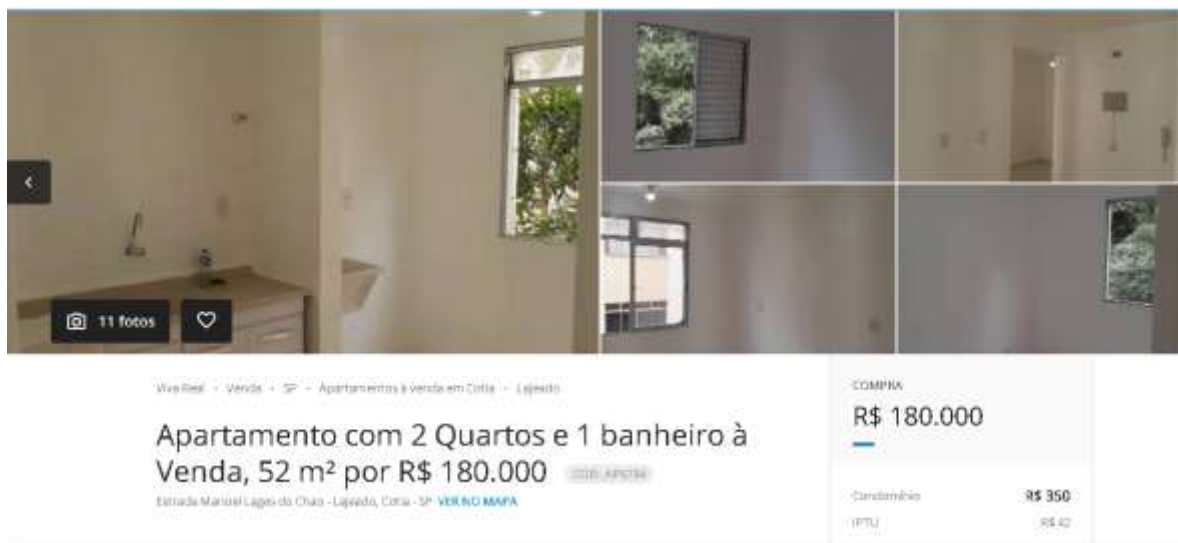 11 fotos
Viva Real - Venda - SP - Apartamentos à venda em Cotia - Lajeado
COMPRA
R$ 180.000
Apartamento com 2 Quartos e 1 banheiro à
Venda, 52 m² por R$ 180.000
Estrada Manoel Lages do Chao - Lajeado, Cotia - SP VER NO MAPA
Condomínio R$ 350
IPTU R$ 42